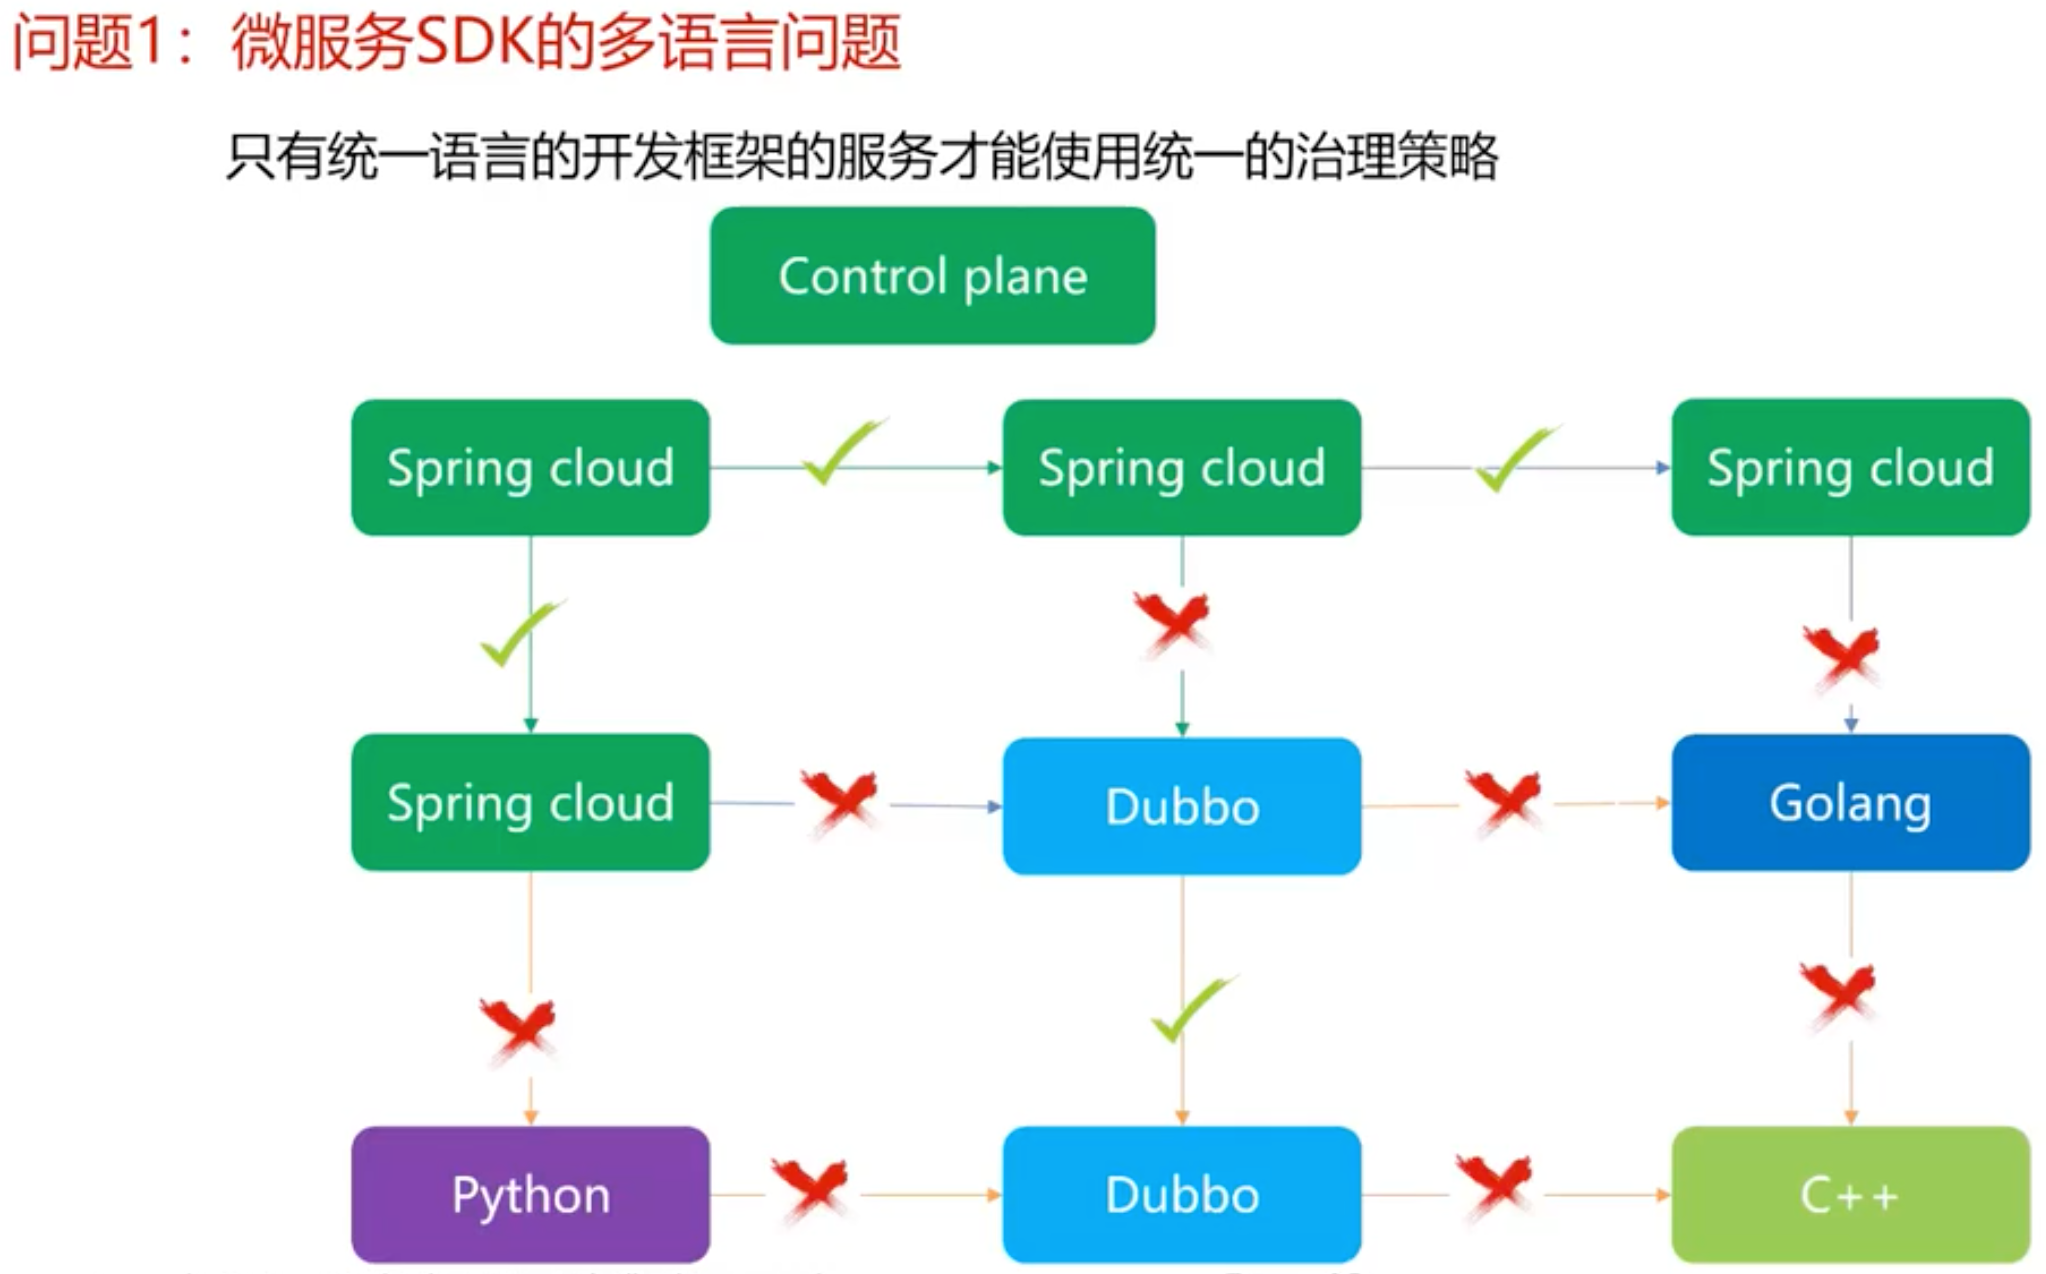 问题1：微服务SDK的多语言问题
只有统一语言的开发框架的服务才能使用统一的治理策略
Control plane
Spring cloud
Spring cloud
Spring cloud
Spring cloud
Dubbo
Golang
Python
Dubbo
C++